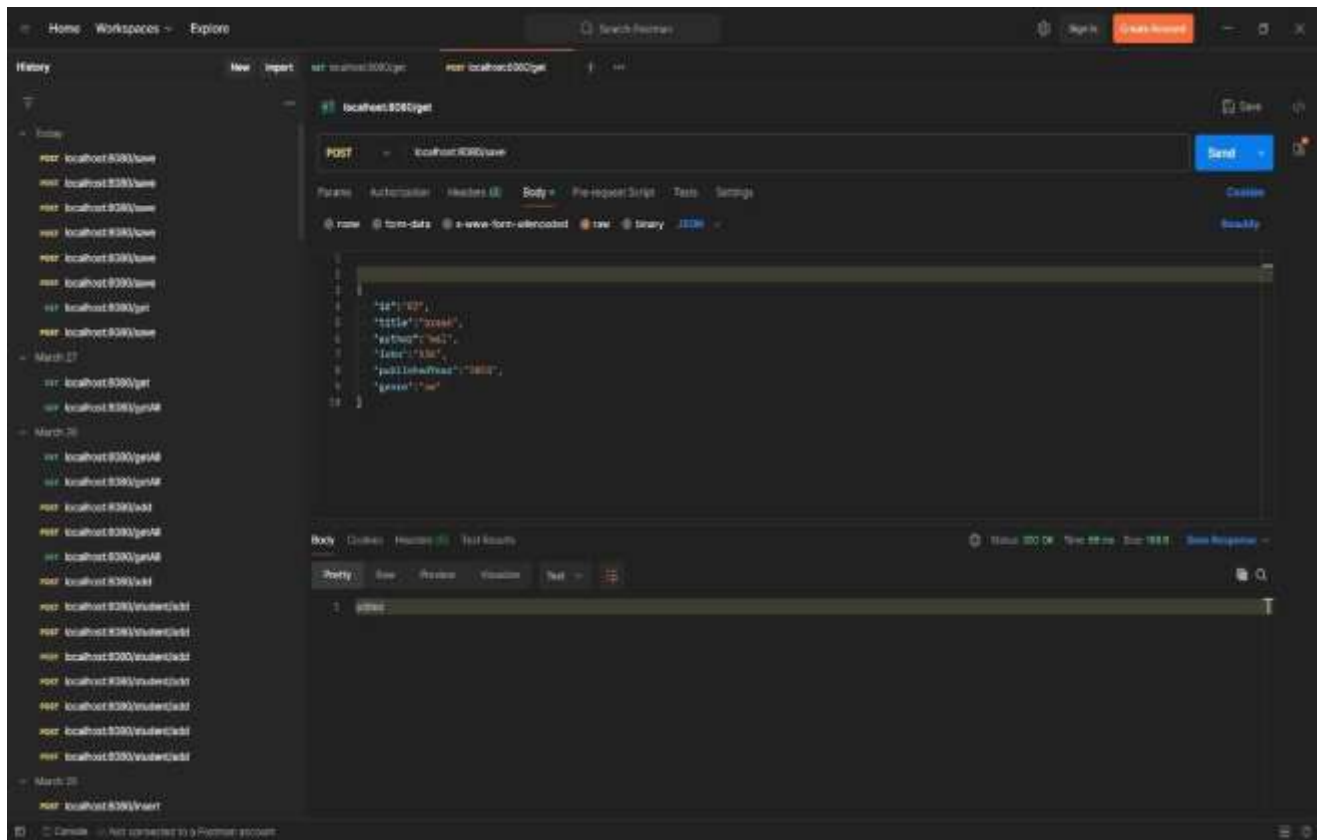 Home Workspaces Explore
Search Postman
Sign In
Create Account
History
New Import
localhost:8080/get
POST localhost:8080/get
localhost:8080/get
Save
Today
POST localhost:8080/save
POST localhost:8080/save
POST localhost:8080/save
POST localhost:8080/save
POST localhost:8080/save
POST localhost:8080/save
GET localhost:8080/get
POST localhost:8080/save
March 27
GET localhost:8080/get
GET localhost:8080/getAll
GET localhost:8080/getAll
GET localhost:8080/getAll
POST localhost:8080/add
POST localhost:8080/getAll
GET localhost:8080/getAll
POST localhost:8080/add
POST localhost:8080/student/add
POST localhost:8080/student/add
POST localhost:8080/student/add
POST localhost:8080/student/add
POST localhost:8080/student/add
POST localhost:8080/student/add
POST localhost:8080/student/add
POST localhost:8080/insert
POST localhost:8080/save
Send
Params Authorization Headers Body Pre-request Script Tests Settings
Cookies
none form-data x-www-form-urlencoded raw binary JSON
Beautify
{
"title":
"author":
"publishedYear":
"genre":
10 }
Body Cookies Headers Test Results
Status: 200 OK Time: Size: Save Response
Pretty Raw Preview Visualize Text
1
Console Not connected to a Postman account